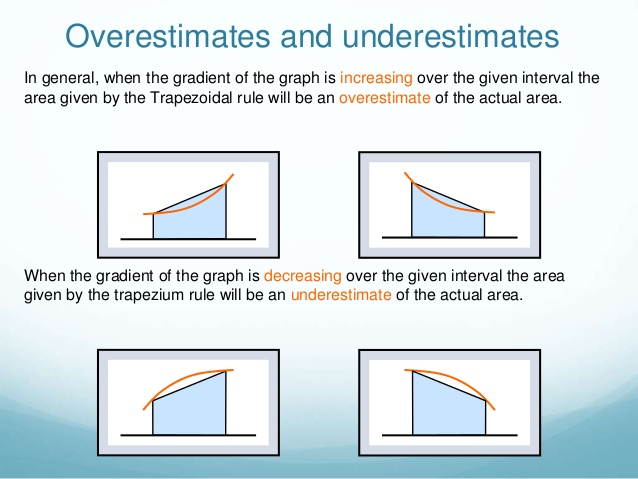 Overestimates and underestimates
In general, when the gradient of the graph is increasing over the given interval the
area given by the Trapezoidal rule will be an overestimate of the actual area.
When the gradient of the graph is decreasing over the given interval the area
given by the trapezium rule will be an underestimate of the actual area.